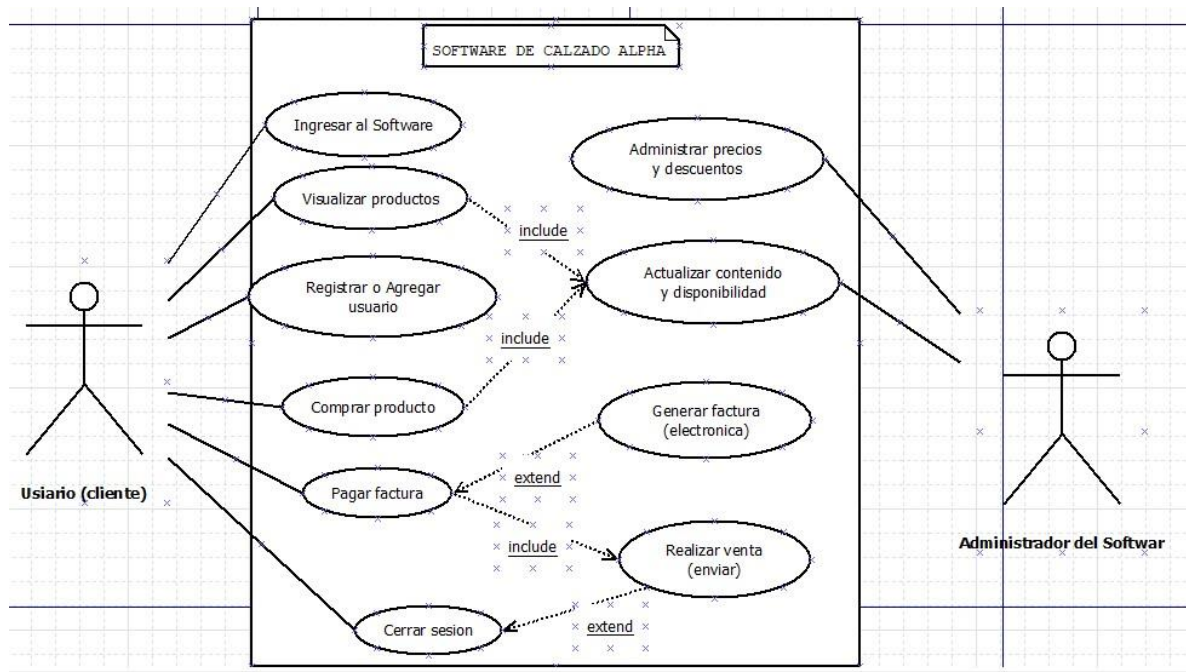 SOFTWARE DE CALZADO ALPHA
Ingresar al Software
Administrar precios
y descuentos
Visualizar productos
include
Actualizar contenido
y disponibilidad
Registrar o Agregar
usuario
include
Comprar producto
Generar factura
(electronica)
extend
Pagar factura
Usiario (cliente)
include
Realizar venta
(enviar)
Administrador del Softwar
Cerrar sesion
extend